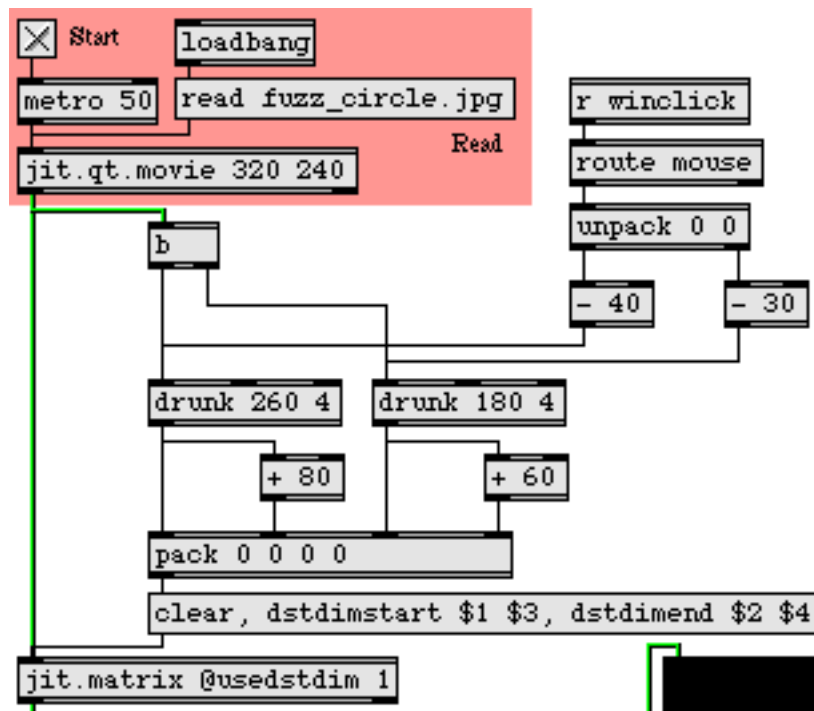 Start
loadbang
metro 50
read fuzz_circle.jpg
r winclick
Read
route mouse
jit.qt.movie 320 240
unpack 0 0
b
- 40
- 30
drunk 260 4
drunk 180 4
+ 80
+ 60
pack 0 0 0 0
clear, dstdimstart $1 $3, dstdimend $2 $4
jit.matrix @usedstdim 1